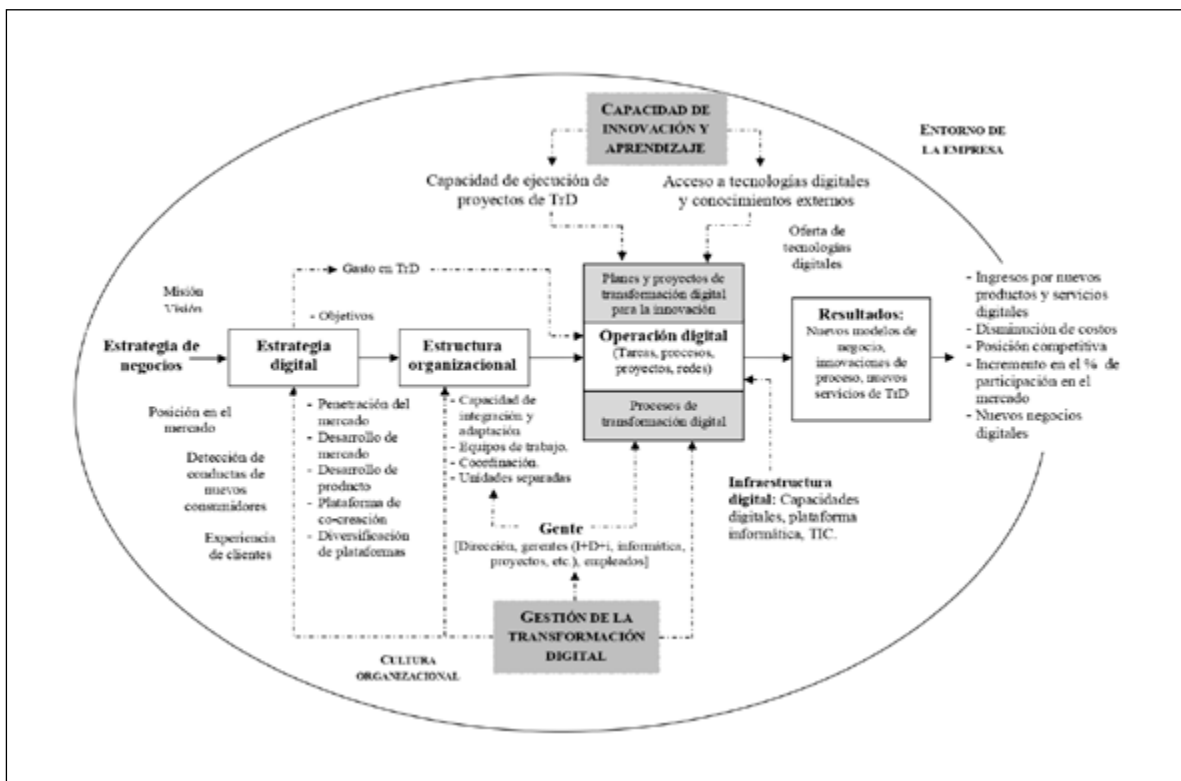 CAPACIDAD DE
INNOVACIÓN Y
APRENDIZAJE
ENTORNO DE
LA EMPRESA
Capacidad de ejecución de
proyectos de TrD
Acceso a tecnologías digitales
y conocimientos externos
Oferta de
tecnologías
digitales
Gasto en TrD
Misión
Visión
- Objetivos
Estrategia de
negocios
Estrategia
digital
Estructura
organizacional
Planes y proyectos de
transformación digital
para la innovación
Operación digital
(Tareas, procesos,
proyectos, redes)
Procesos de
transformación digital
Resultados:
Nuevos modelos de
negocio,
innovaciones de
proceso, nuevos
servicios de TrD
- Ingresos por nuevos
productos y servicios
digitales
- Disminución de costos
- Posición competitiva
- Incremento en el % de
participación en el
mercado
- Nuevos negocios
digitales
Posición en el
mercado
Detección de
conductas de
nuevos
consumidores
Experiencia
de clientes
- Penetración del
mercado
- Desarrollo de
mercado
- Desarrollo de
producto
- Plataforma de
co-creación
- Diversificación
de plataformas
- Capacidad de
integración y
adaptación
- Equipos de trabajo.
- Coordinación.
- Unidades separadas
Infraestructura
digital: Capacidades
digitales, plataforma
informática, TIC.
Gente
[Dirección, gerentes (I+D+i, informática,
proyectos, etc.), empleados]
GESTIÓN DE LA
TRANSFORMACIÓN
DIGITAL
CULTURA
ORGANIZACIONAL